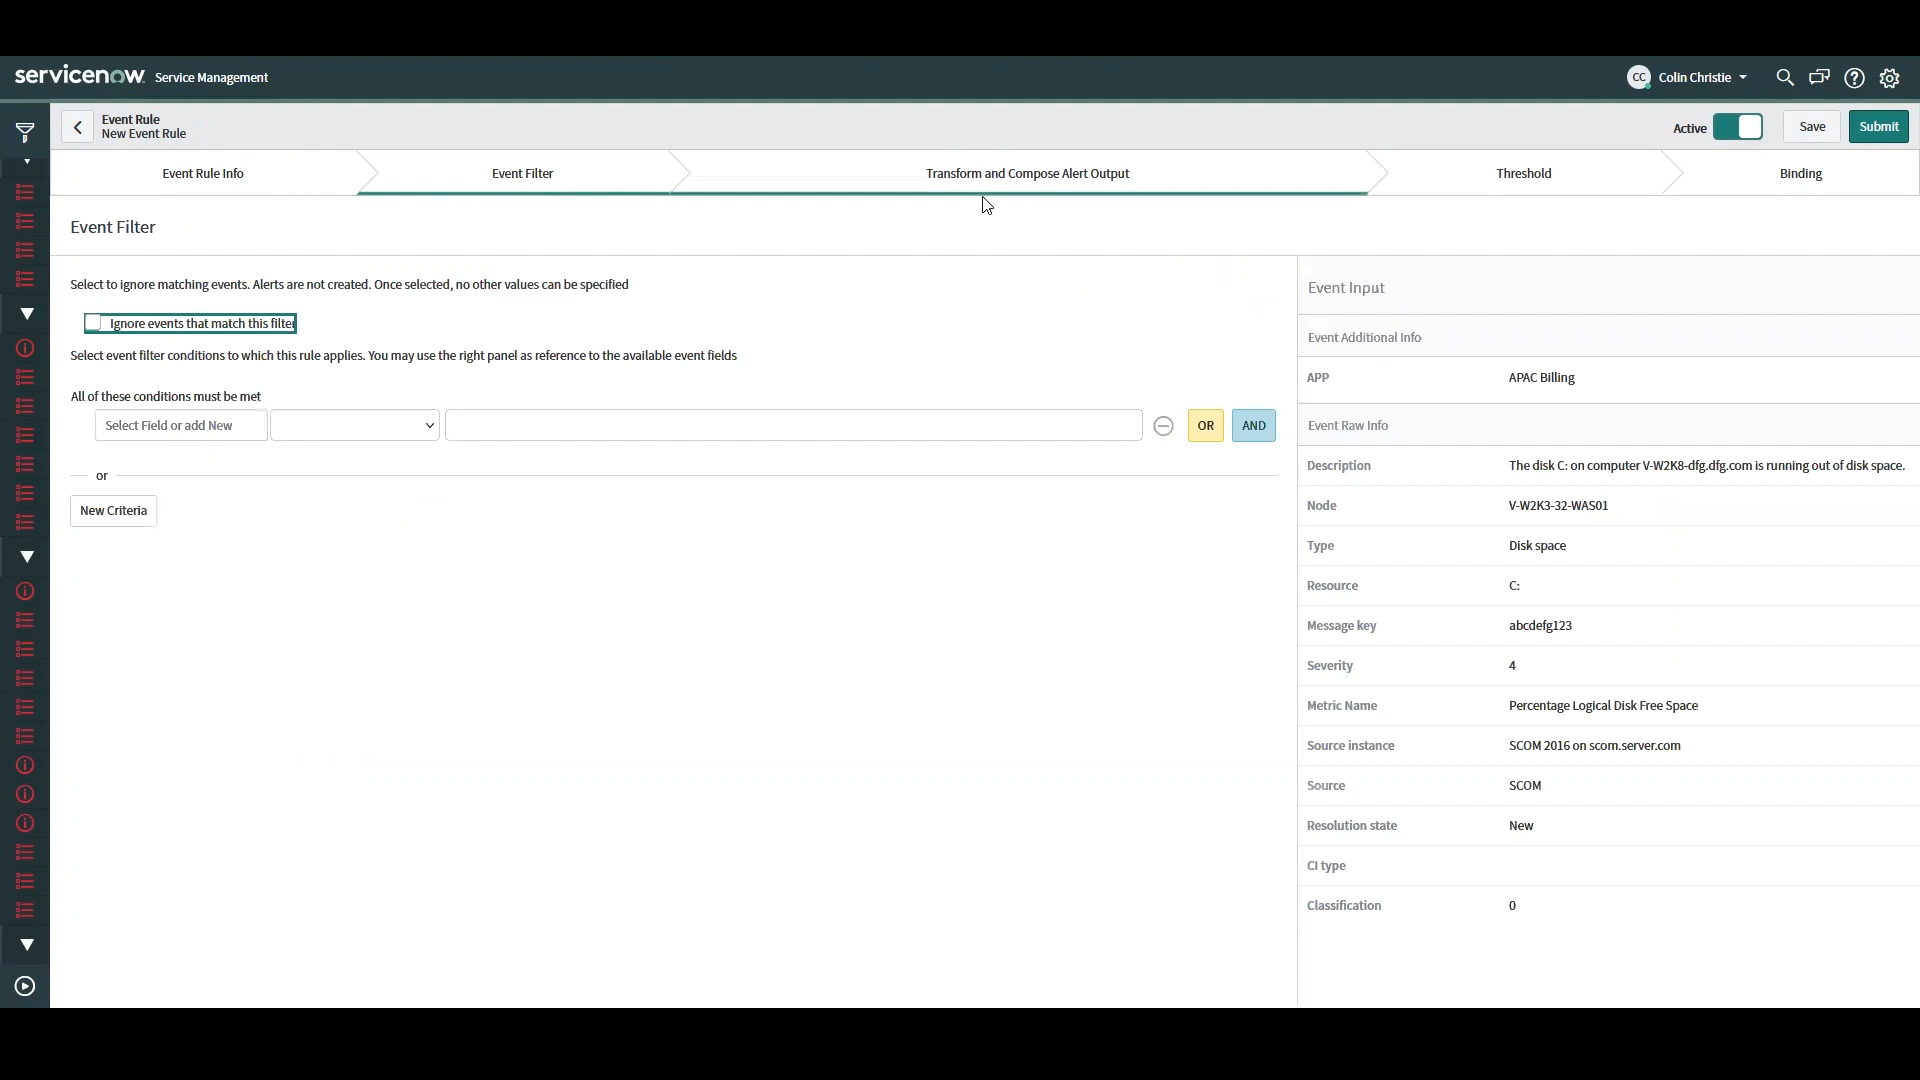 servicenow Service Management
CC Colin Christie
Event Rule
New Event Rule
Active
Save
Submit
Event Rule Info
Event Filter
Transform and Compose Alert Output
Threshold
Binding
Event Filter
Select to ignore matching events. Alerts are not created. Once selected, no other values can be specified
Ignore events that match this filter
Select event filter conditions to which this rule applies. You may use the right panel as reference to the available event fields
All of these conditions must be met
Select Field or add New
OR
AND
or
New Criteria
Event Input
Event Additional Info
APP APAC Billing
Event Raw Info
Description The disk C: on computer V-W2K8-dfg.dfg.com is running out of disk space.
Node V-W2K3-32-WAS01
Type Disk space
Resource C:
Message key abcdefg123
Severity 4
Metric Name Percentage Logical Disk Free Space
Source instance SCOM 2016 on scom.server.com
Source SCOM
Resolution state New
CI type
Classification 0